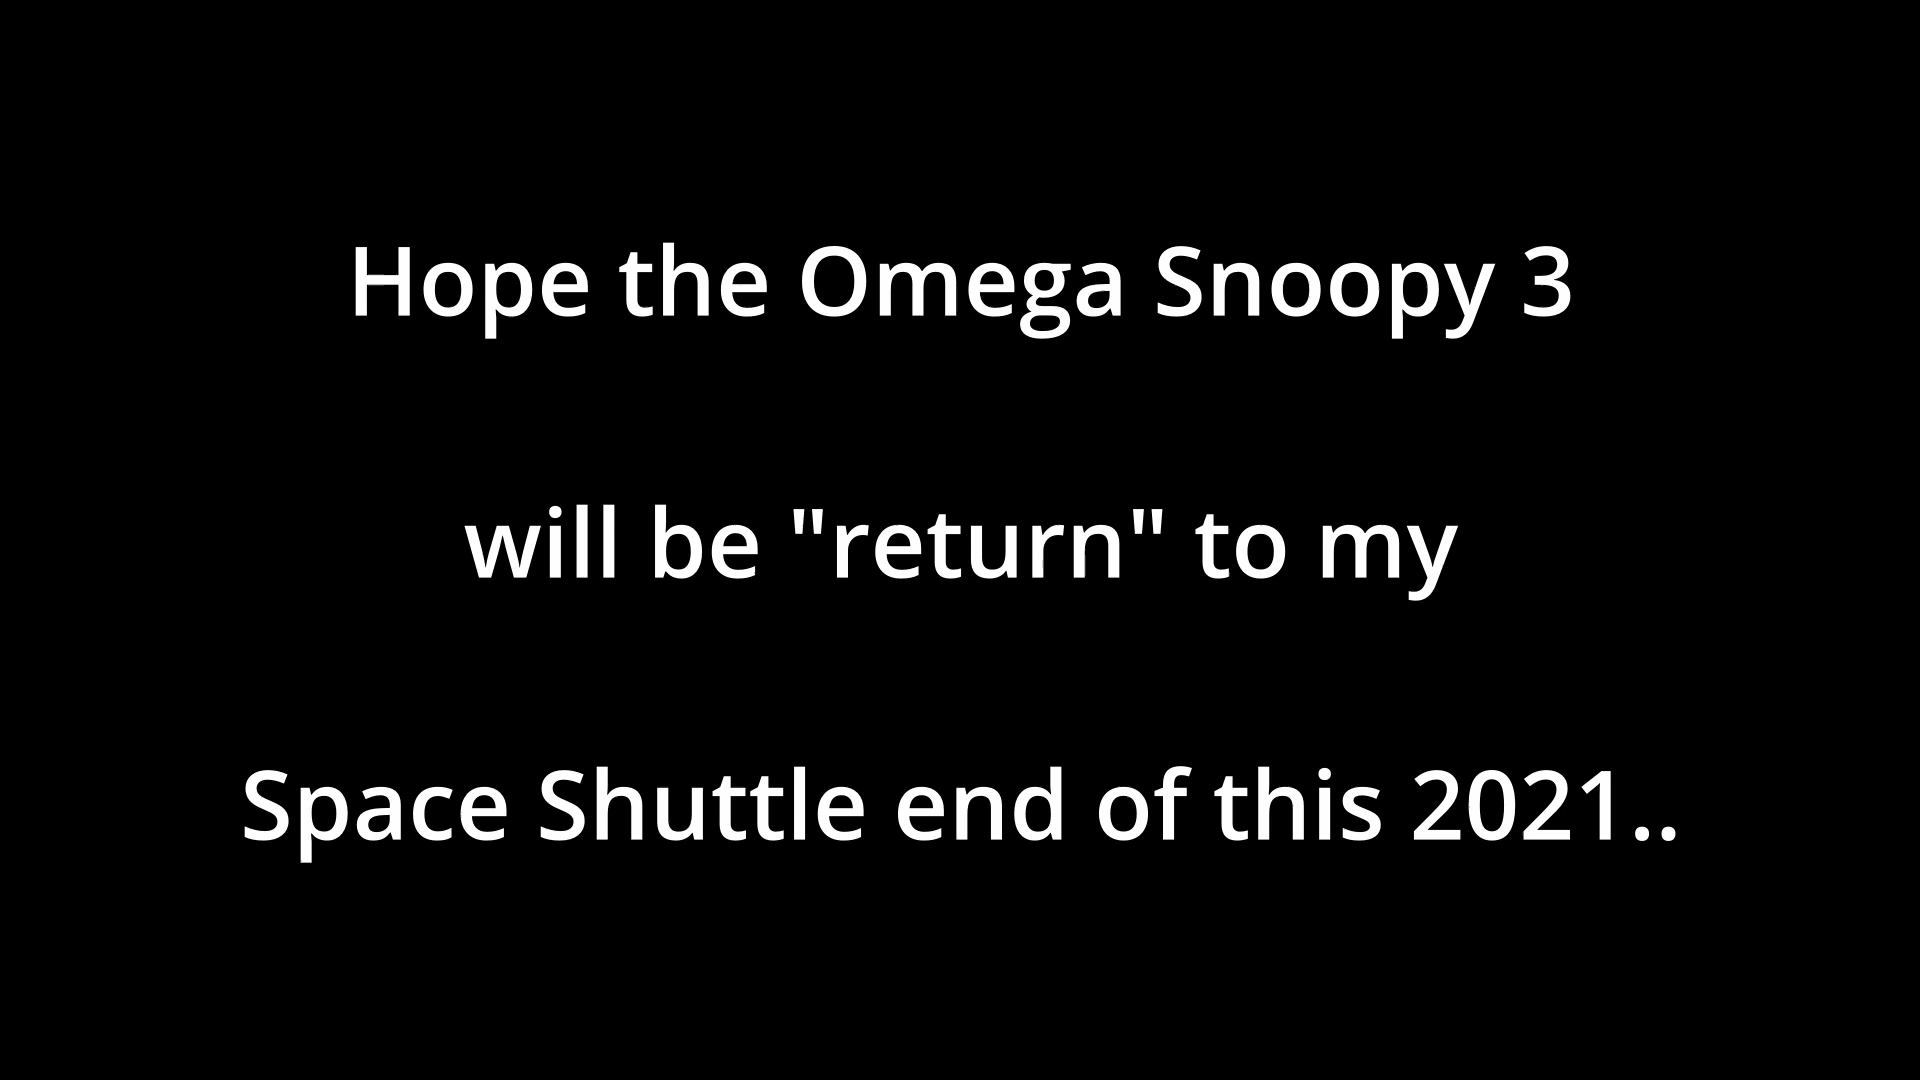 Hope the Omega Snoopy 3
will be "return" to my
Space Shuttle end of this 2021..